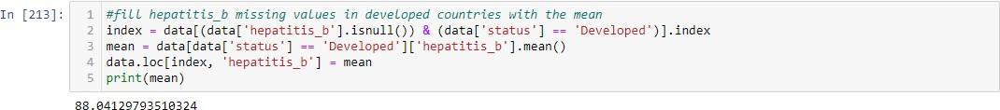 In [213]:
1 #fill hepatitis_b missing values in developed countries with the mean
2 index = data[(data['hepatitis_b'].isnull()) & (data['status'] == 'Developed')].index
3 mean = data[data['status'] == 'Developed']['hepatitis_b'].mean()
4 data.loc[index, 'hepatitis_b'] = mean
5 print(mean)
88.04129793510324